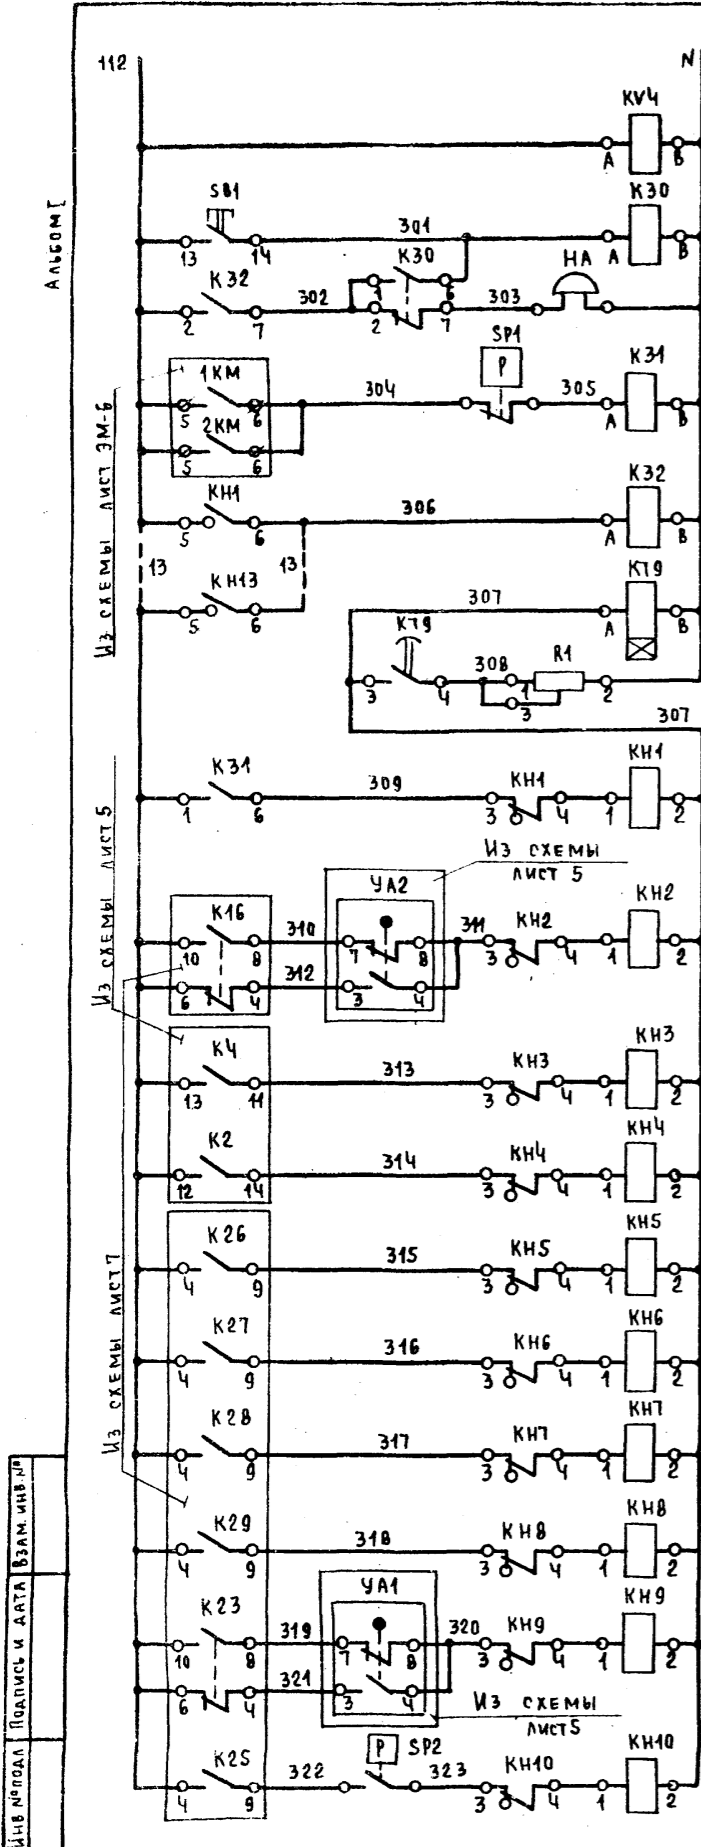 112
N
АЛЬБОМ I
KV4
A
B
SB1
K30
13
14
301
A
B
K32
K30
HA
1
6
2
7
302
2
7
303
SP1
P
K31
1KM
5
6
304
305
A
B
2KM
5
6
ИЗ СХЕМЫ ЛИСТ ЭМ-6
KH1
K32
5
6
306
A
B
13
13
KH13
5
6
KT9
307
A
B
KT9
3
4
308
1
3
R1
2
307
K31
1
6
309
KH1
3
4
KH1
1
2
ИЗ СХЕМЫ
ЛИСТ 5
ИЗ СХЕМЫ ЛИСТ 5
K16
YA2
KH2
10
8
310
7
8
311
KH2
3
4
1
2
6
4
312
3
4
K4
13
11
313
KH3
3
4
KH3
1
2
K2
12
14
314
KH4
3
4
KH4
1
2
ИЗ СХЕМЫ ЛИСТ 7
K26
4
9
315
KH5
3
4
KH5
1
2
K27
4
9
316
KH6
3
4
KH6
1
2
K28
4
9
317
KH7
3
4
KH7
1
2
K29
4
9
318
KH8
3
4
KH8
1
2
K23
YA1
KH9
10
8
319
7
8
320
KH9
3
4
1
2
6
4
321
3
4
ИЗ СХЕМЫ
ЛИСТ 5
K25
4
9
322
P
SP2
323
KH10
3
4
KH10
1
2
ИНВ № ПОДЛ
ПОДПИСЬ И ДАТА
ВЗАМ. ИНВ. №